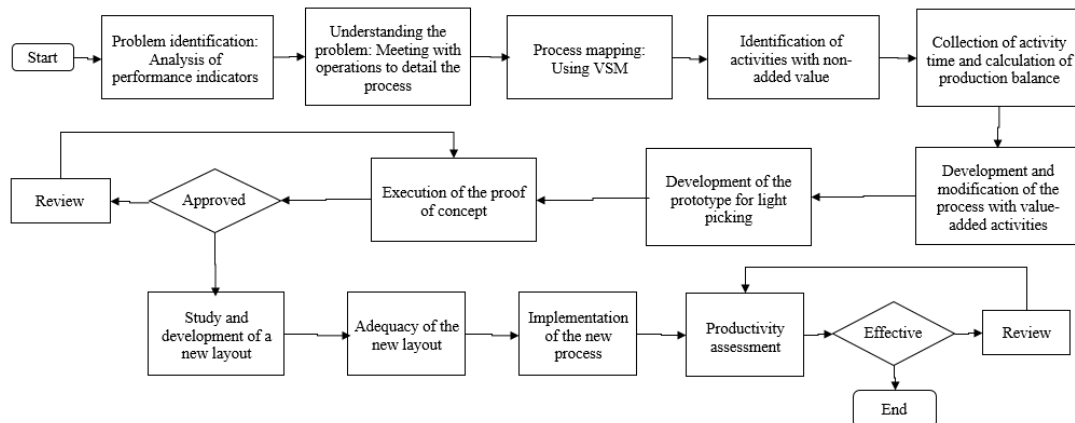 Start
Problem identification:
Analysis of
performance indicators
Understanding the
problem: Meeting with
operations to detail the
process
Process mapping:
Using VSM
Identification of
activities with non-
added value
Collection of activity
time and calculation of
production balance
Development and
modification of the
process with value-
added activities
Development of the
prototype for light
picking
Execution of the proof
of concept
Approved
Review
Study and
development of a
new layout
Adequacy of the
new layout
Implementation
of the new
process
Productivity
assessment
Effective
Review
End